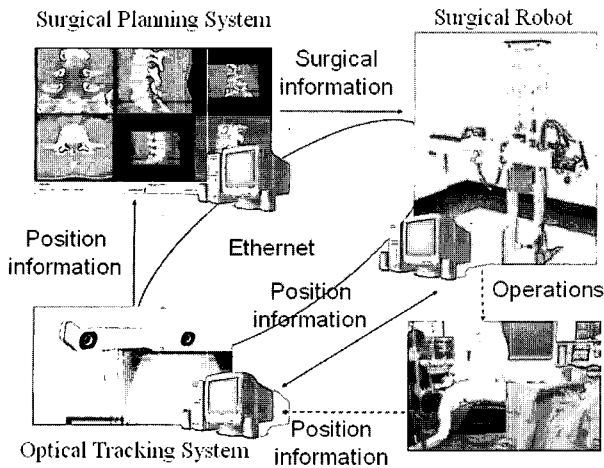 Surgical Planning System
Surgical Robot
Surgical
information
Position
information
Ethernet
Position
information
Operations
Optical Tracking System
Position
information